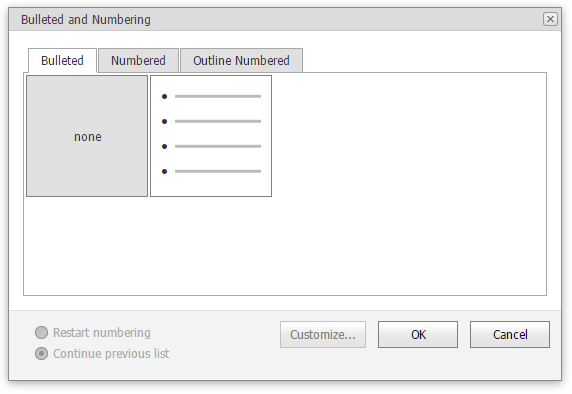 Bulleted and Numbering
Bulleted Numbered Outline Numbered
none
Restart numbering
Continue previous list
Customize... OK Cancel